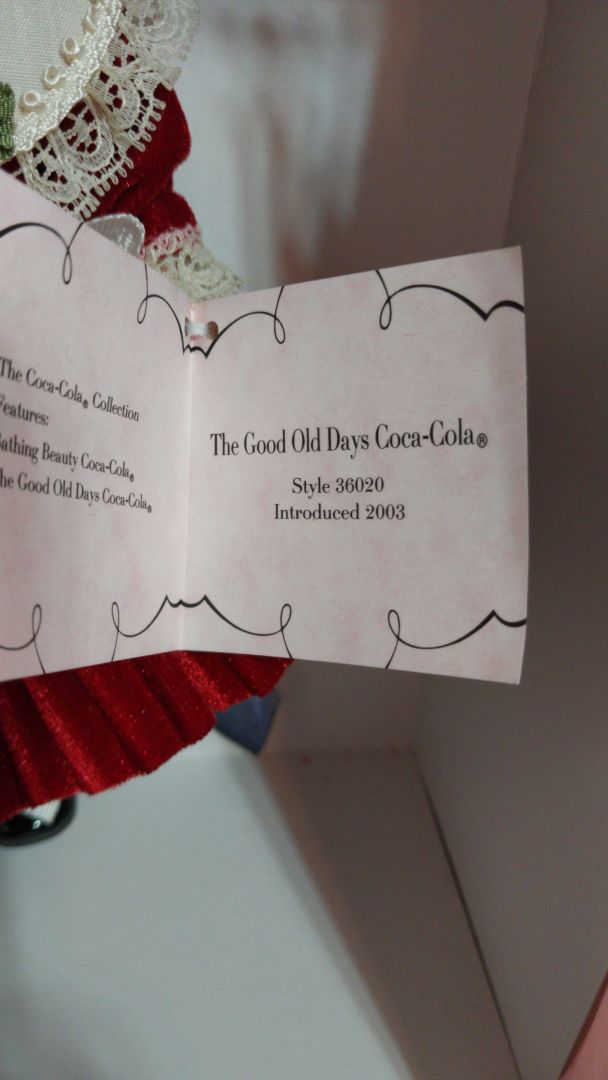 The Coca-Cola® Collection
Features:
Bathing Beauty Coca-Cola®
The Good Old Days Coca-Cola®
The Good Old Days Coca-Cola®
Style 36020
Introduced 2003